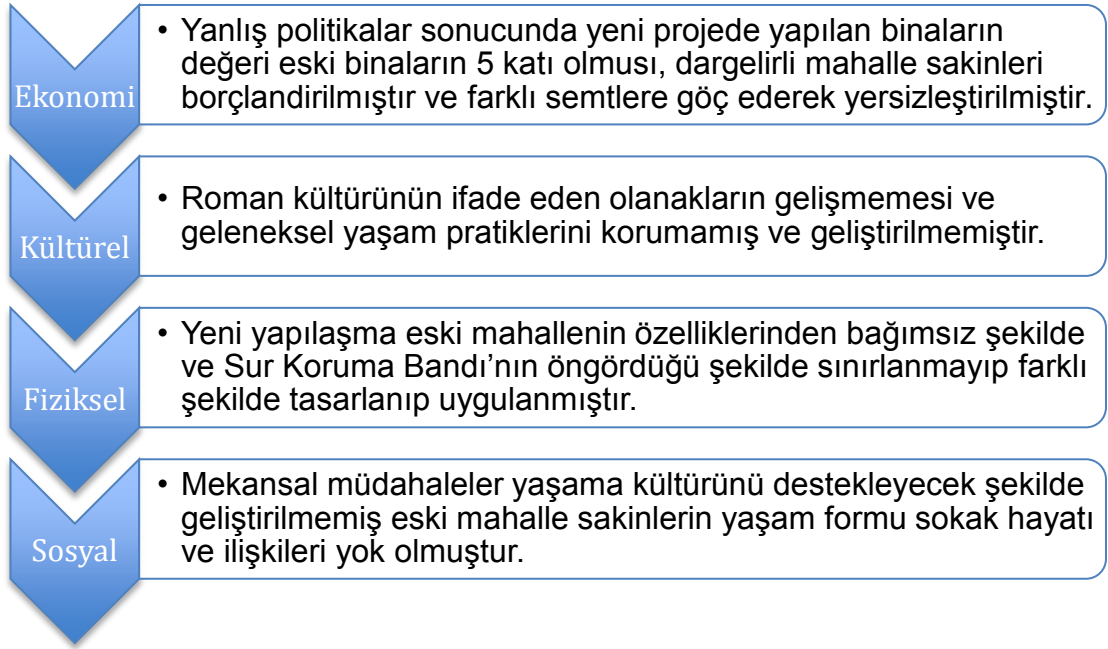 Ekonomi
• Yanlış politikalar sonucunda yeni projede yapılan binaların
değeri eski binaların 5 katı olmusı, dargelirli mahalle sakinleri
borçlandirilmıştır ve farklı semtlere göç ederek yersizleştirilmiştir.
Kültürel
• Roman kültürünün ifade eden olanakların gelişmemesi ve
geleneksel yaşam pratiklerini korumamış ve geliştirilmemiştir.
Fiziksel
• Yeni yapılaşma eski mahallenin özelliklerinden bağımsız şekilde
ve Sur Koruma Bandı’nın öngördüğü şekilde sınırlanmayıp farklı
şekilde tasarlanıp uygulanmıştır.
Sosyal
• Mekansal müdahaleler yaşama kültürünü destekleyecek şekilde
geliştirilmemiş eski mahalle sakinlerin yaşam formu sokak hayatı
ve ilişkileri yok olmuştur.